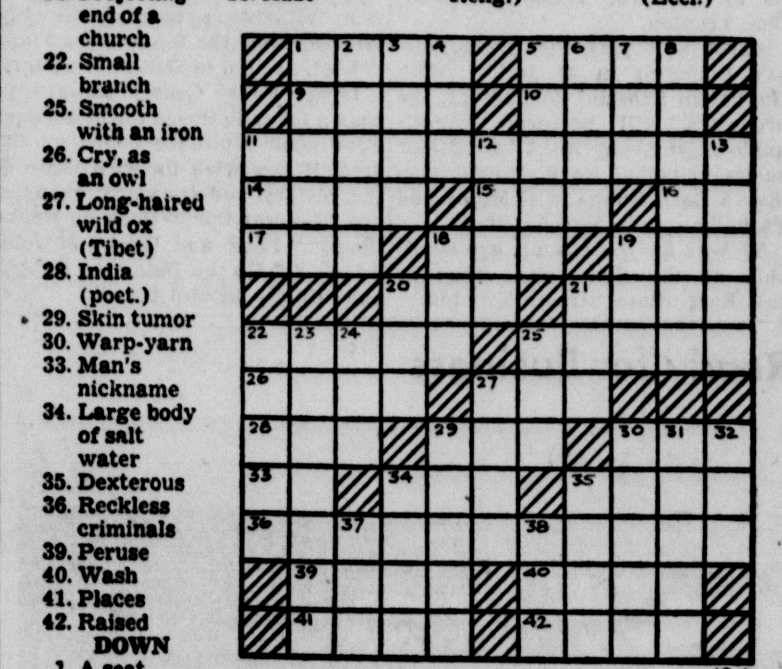 end of a
church
22. Small
branch
25. Smooth
with an iron
26. Cry, as
an owl
27. Long-haired
wild ox
(Tibet)
28. India
(poet.)
29. Skin tumor
30. Warp-yarn
33. Man's
nickname
34. Large body
of salt
water
35. Dexterous
36. Reckless
criminals
39. Peruse
40. Wash
41. Places
42. Raised
DOWN
1. A seat
1 2 3 4 5 6 7 8
9 10
11 12 13
14 15 16
17 18 19
20 21
22 23 24 25
26 27
28 29 30 31 32
33 34 35
36 37 38
39 40
41 42